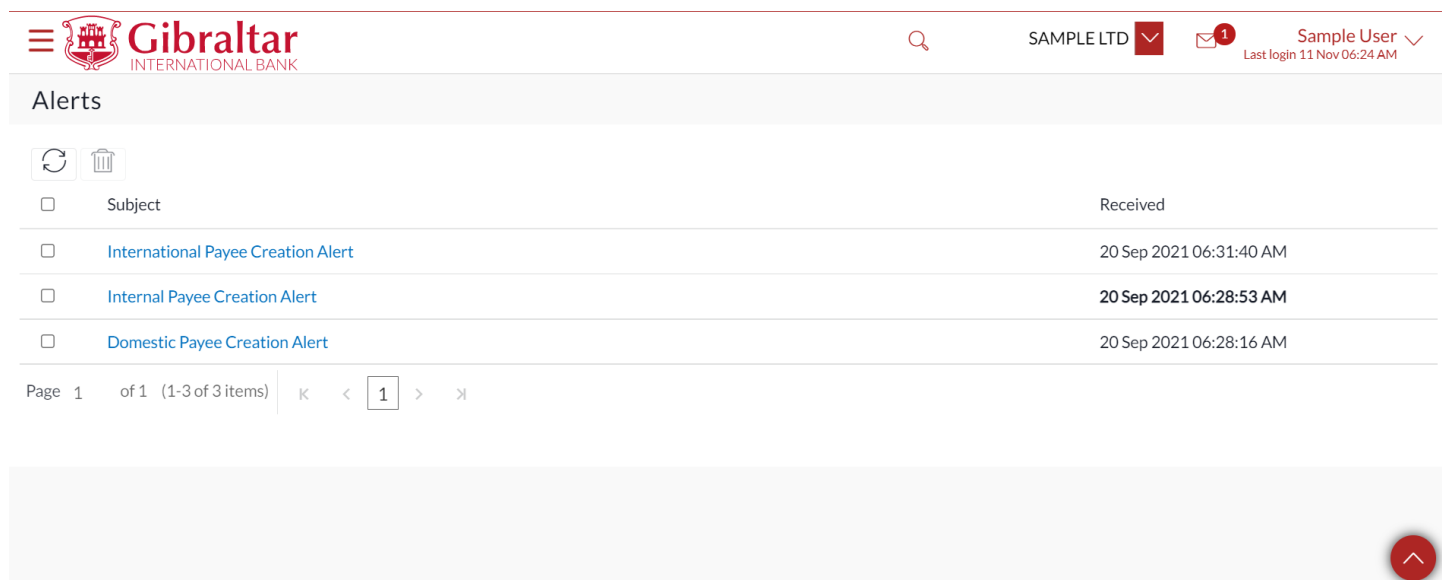 Gibraltar
INTERNATIONAL BANK
SAMPLE LTD
1
Sample User
Last login 11 Nov 06:24 AM
Alerts
Subject Received
International Payee Creation Alert 20 Sep 2021 06:31:40 AM
Internal Payee Creation Alert 20 Sep 2021 06:28:53 AM
Domestic Payee Creation Alert 20 Sep 2021 06:28:16 AM
Page 1 of 1 (1-3 of 3 items) 1